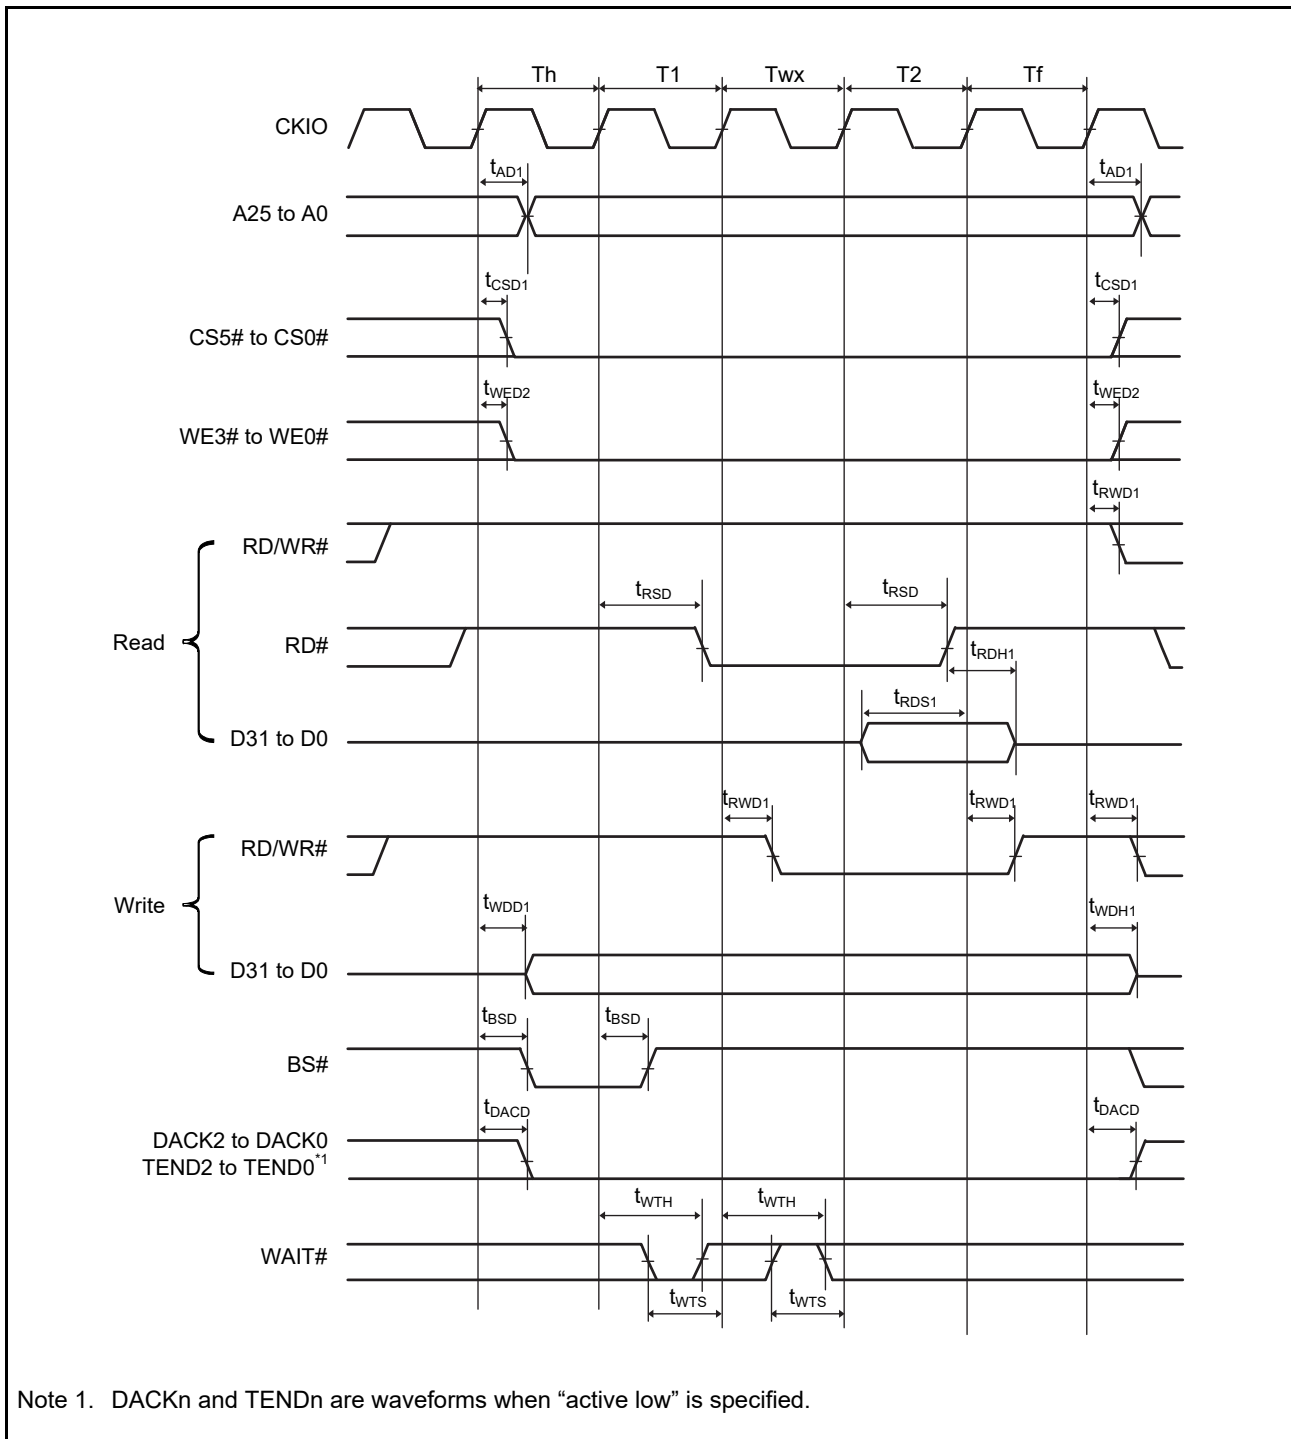 Th T1 Twx T2 Tf
CKIO
tAD1 tAD1
A25 to A0
tCSD1 tCSD1
CS5# to CS0#
tWED2 tWED2
WE3# to WE0#
tRWD1
RD/WR#
tRSD tRSD
Read
RD#
tRDH1
tRDS1
D31 to D0
tRWD1 tRWD1 tRWD1
RD/WR#
tWDD1 tWDH1
Write
D31 to D0
tBSD tBSD
BS#
tDACD tDACD
DACK2 to DACK0
TEND2 to TEND0*1
tWTH tWTH
WAIT#
tWTS tWTS
Note 1. DACKn and TENDn are waveforms when “active low” is specified.